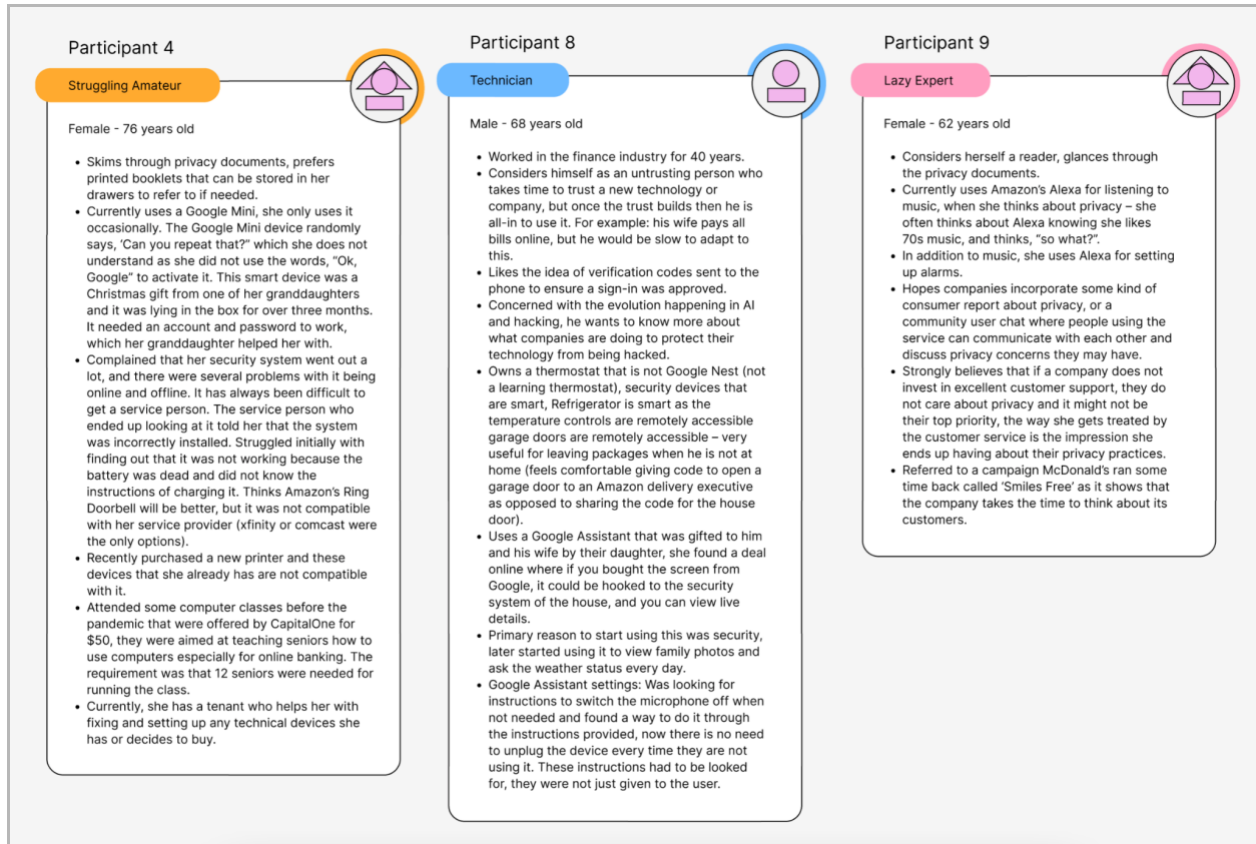 Participant 4
Struggling Amateur
Female - 76 years old
• Skims through privacy documents, prefers
printed booklets that can be stored in her
drawers to refer to if needed.
• Currently uses a Google Mini, she only uses it
occasionally. The Google Mini device randomly
says, ‘Can you repeat that?” which she does not
understand as she did not use the words, “Ok,
Google” to activate it. This smart device was a
Christmas gift from one of her granddaughters
and it was lying in the box for over three months.
It needed an account and password to work,
which her granddaughter helped her with.
• Complained that her security system went out a
lot, and there were several problems with it being
online and offline. It has always been difficult to
get a service person. The service person who
ended up looking at it told her that the system
was incorrectly installed. Struggled initially with
finding out that it was not working because the
battery was dead and did not know the
instructions of charging it. Thinks Amazon’s Ring
Doorbell will be better, but it was not compatible
with her service provider (xfinity or comcast were
the only options).
• Recently purchased a new printer and these
devices that she already has are not compatible
with it.
• Attended some computer classes before the
pandemic that were offered by CapitalOne for
$50, they were aimed at teaching seniors how to
use computers especially for online banking. The
requirement was that 12 seniors were needed for
running the class.
• Currently, she has a tenant who helps her with
fixing and setting up any technical devices she
has or decides to buy.
Participant 8
Technician
Male - 68 years old
• Worked in the finance industry for 40 years.
• Considers himself as an untrusting person who
takes time to trust a new technology or
company, but once the trust builds then he is
all-in to use it. For example: his wife pays all
bills online, but he would be slow to adapt to
this.
• Likes the idea of verification codes sent to the
phone to ensure a sign-in was approved.
• Concerned with the evolution happening in AI
and hacking, he wants to know more about
what companies are doing to protect their
technology from being hacked.
• Owns a thermostat that is not Google Nest (not
a learning thermostat), security devices that
are smart, Refrigerator is smart as the
temperature controls are remotely accessible
garage doors are remotely accessible – very
useful for leaving packages when he is not at
home (feels comfortable giving code to open a
garage door to an Amazon delivery executive
as opposed to sharing the code for the house
door).
• Uses a Google Assistant that was gifted to him
and his wife by their daughter, she found a deal
online where if you bought the screen from
Google, it could be hooked to the security
system of the house, and you can view live
details.
• Primary reason to start using this was security,
later started using it to view family photos and
ask the weather status every day.
• Google Assistant settings: Was looking for
instructions to switch the microphone off when
not needed and found a way to do it through
the instructions provided, now there is no need
to unplug the device every time they are not
using it. These instructions had to be looked
for, they were not just given to the user.
Participant 9
Lazy Expert
Female - 62 years old
• Considers herself a reader, glances through
the privacy documents.
• Currently uses Amazon’s Alexa for listening to
music, when she thinks about privacy – she
often thinks about Alexa knowing she likes
70s music, and thinks, “so what?”.
• In addition to music, she uses Alexa for setting
up alarms.
• Hopes companies incorporate some kind of
consumer report about privacy, or a
community user chat where people using the
service can communicate with each other and
discuss privacy concerns they may have.
• Strongly believes that if a company does not
invest in excellent customer support, they do
not care about privacy and it might not be
their top priority, the way she gets treated by
the customer service is the impression she
ends up having about their privacy practices.
• Referred to a campaign McDonald’s ran some
time back called ‘Smiles Free’ as it shows that
the company takes the time to think about its
customers.